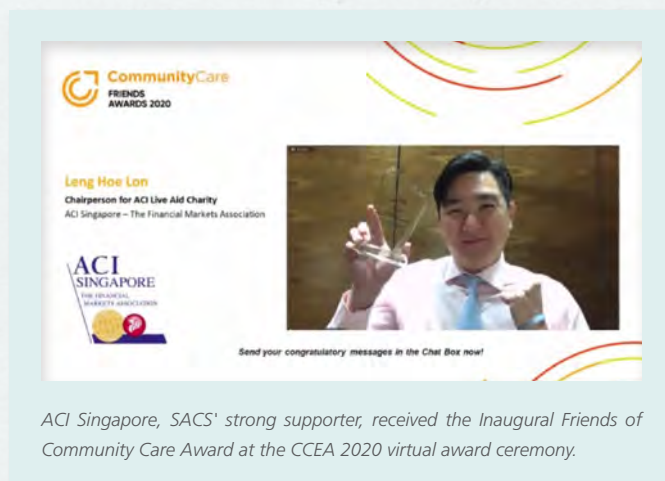 CommunityCare
FRIENDS
AWARDS 2020
Leng Hoe Lon
Chairperson for ACI Live Aid Charity
ACI Singapore – The Financial Markets Association
ACI
SINGAPORE
THE FINANCIAL
MARKETS ASSOCIATION
Send your congratulatory messages in the Chat Box now!
ACI Singapore, SACS' strong supporter, received the Inaugural Friends of
Community Care Award at the CCEA 2020 virtual award ceremony.